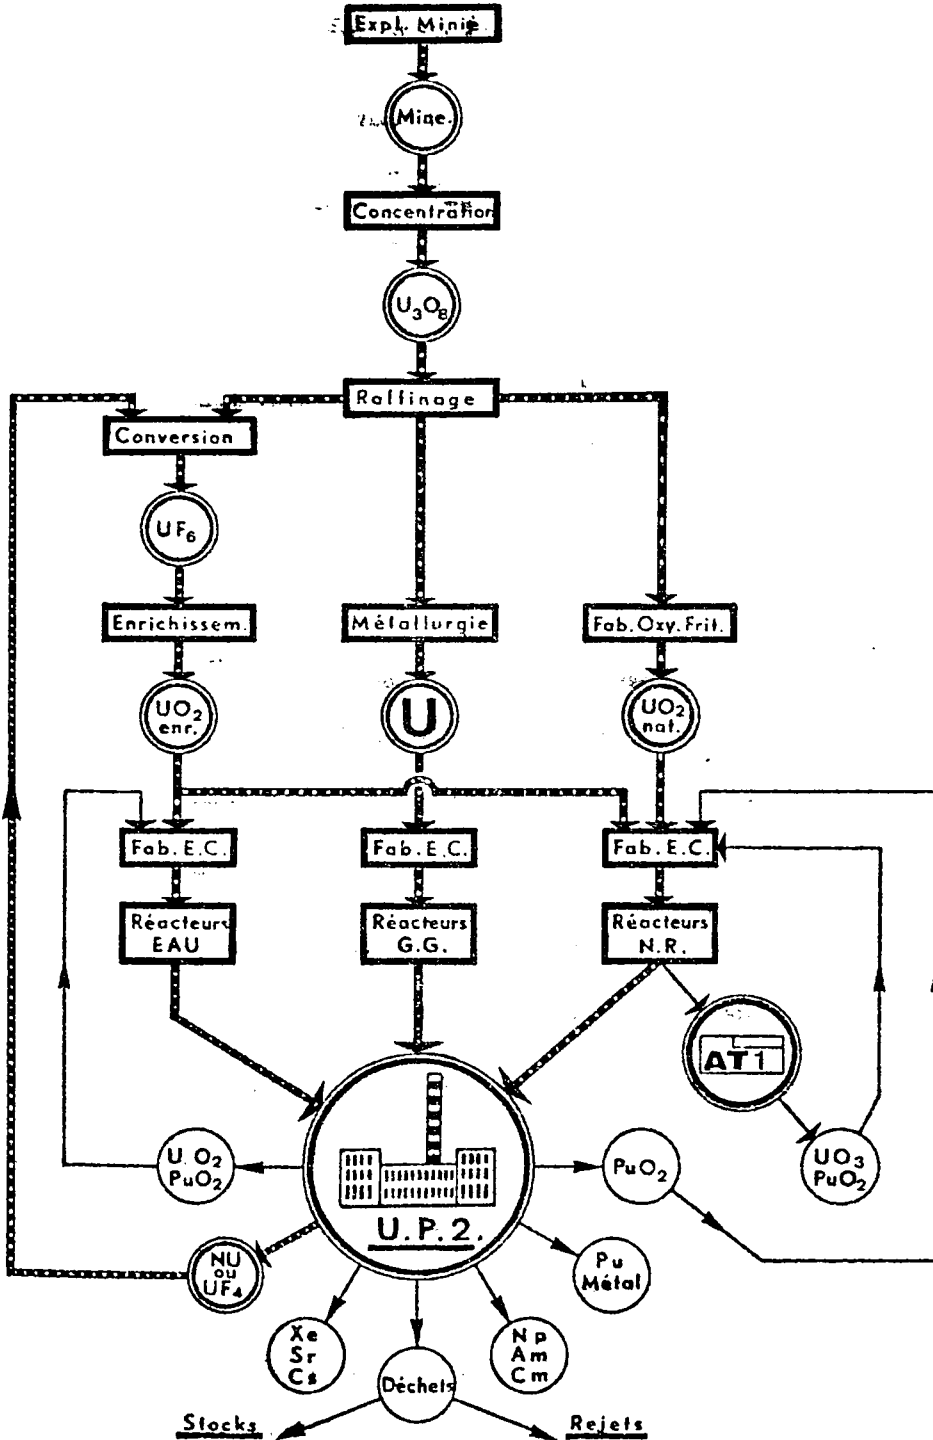 Expl. Miniè.
Mine.
Concentration
U₃O₈
Raffinage
Conversion
UF₆
Enrichissem.
Métallurgie
Fab. Oxy. Frit.
UO₂
enr.
U
UO₂
nat.
Fab. E.C.
Fab. E.C.
Fab. E.C.
Réacteurs
EAU
Réacteurs
G.G.
Réacteurs
N.R.
AT1
U O₂
PuO₂
U.P.2.
PuO₂
UO₃
PuO₂
NU
ou
UF₄
Pu
Métal
Xe
Sr
Cs
Np
Am
Cm
Déchets
Stocks
Rejets